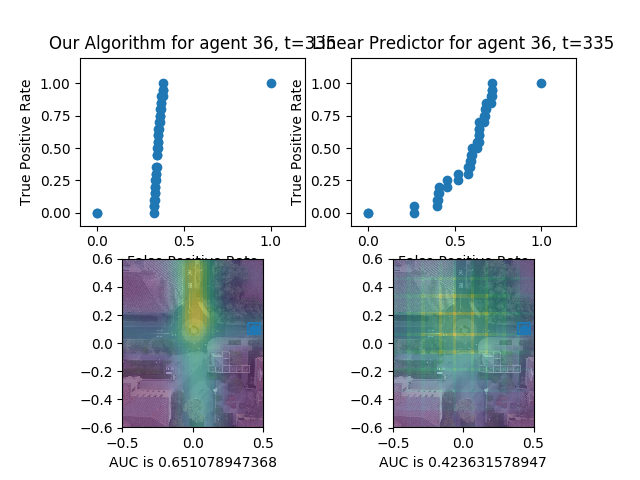 Our Algorithm for agent 36, t=335
Linear Predictor for agent 36, t=335
True Positive Rate
1.00
0.75
0.50
0.25
0.00
0.0 0.5 1.0
False Positive Rate
True Positive Rate
1.00
0.75
0.50
0.25
0.00
0.0 0.5 1.0
False Positive Rate
0.6
0.4
0.2
0.0
−0.2
−0.4
−0.6
−0.5 0.0 0.5
AUC is 0.651078947368
0.6
0.4
0.2
0.0
−0.2
−0.4
−0.6
−0.5 0.0 0.5
AUC is 0.423631578947